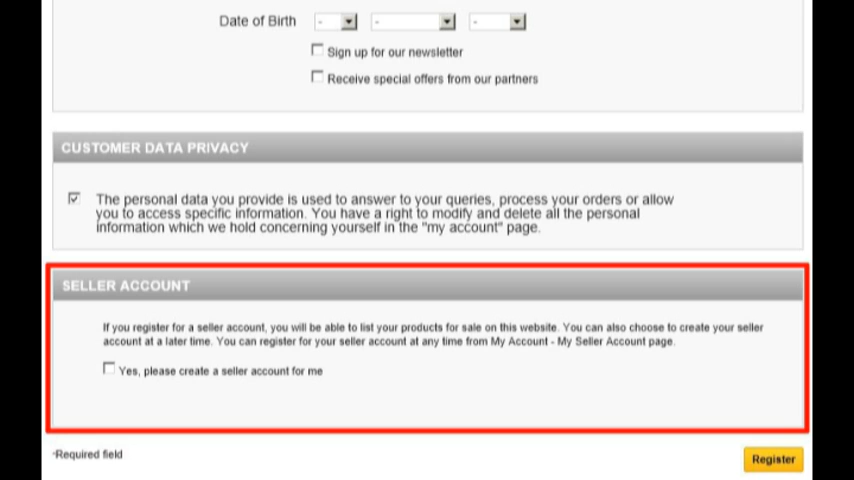 Date of Birth - - -
Sign up for our newsletter
Receive special offers from our partners
CUSTOMER DATA PRIVACY
The personal data you provide is used to answer to your queries, process your orders or allow
you to access specific information. You have a right to modify and delete all the personal
information which we hold concerning yourself in the "my account" page.
SELLER ACCOUNT
If you register for a seller account, you will be able to list your products for sale on this website. You can also choose to create your seller
account at a later time. You can register for your seller account at any time from My Account - My Seller Account page.
Yes, please create a seller account for me
*Required field
Register